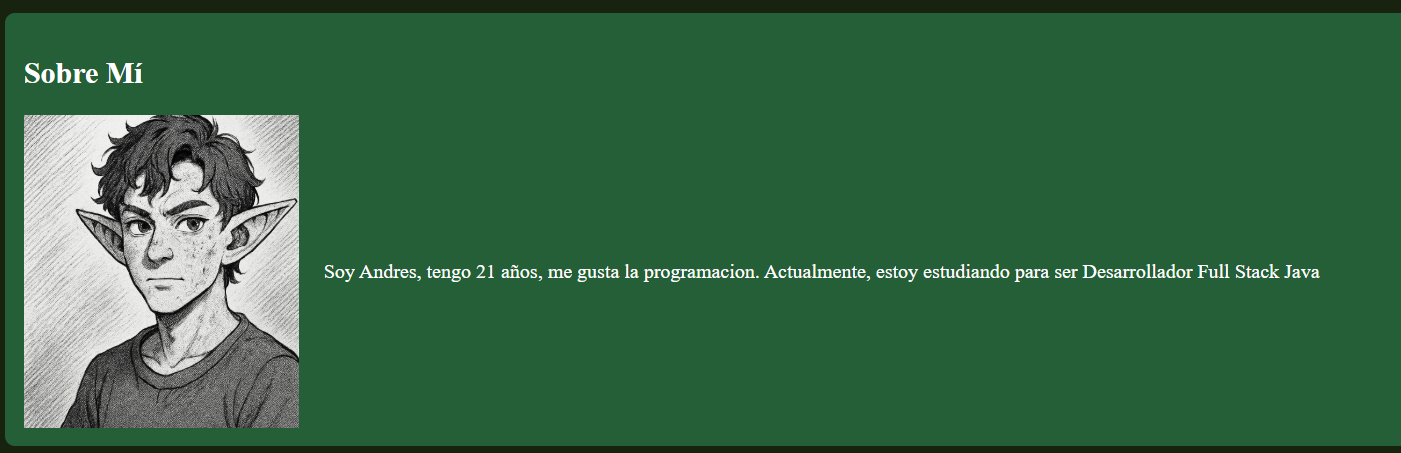 Sobre Mí
Soy Andres, tengo 21 años, me gusta la programacion. Actualmente, estoy estudiando para ser Desarrollador Full Stack Java